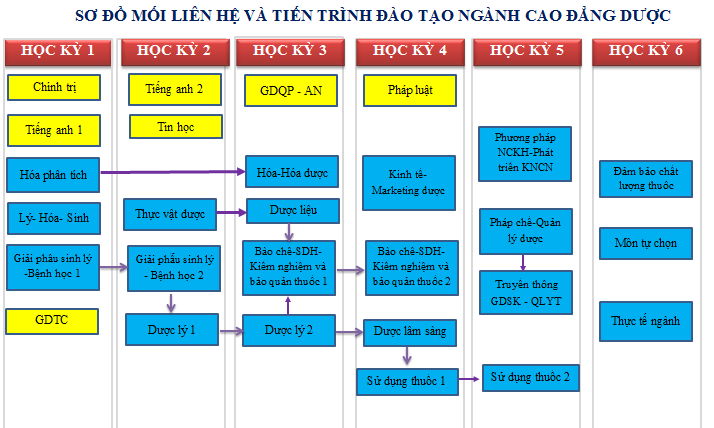 SƠ ĐỒ MỐI LIÊN HỆ VÀ TIẾN TRÌNH ĐÀO TẠO NGÀNH CAO ĐẲNG DƯỢC
HỌC KỲ 1
Chính trị
Tiếng anh 1
Hóa phân tích
Lý- Hóa- Sinh
Giải phẫu sinh lý
-Bệnh học 1
GDTC
HỌC KỲ 2
Tiếng anh 2
Tin học
Thực vật dược
Giải phẫu sinh lý
- Bệnh học 2
Dược lý 1
HỌC KỲ 3
GDQP - AN
Hóa-Hóa dược
Dược liệu
Bào chế-SDH-
Kiểm nghiệm và
bảo quản thuốc 1
Dược lý 2
HỌC KỲ 4
Pháp luật
Kinh tế-
Marketing dược
Bào chế-SDH-
Kiểm nghiệm và
bảo quản thuốc 2
Dược lâm sàng
Sử dụng thuốc 1
HỌC KỲ 5
Phương pháp
NCKH-Phát
triển KNCN
Pháp chế-Quản
lý dược
Truyền thông
GDSK - QLYT
Sử dụng thuốc 2
HỌC KỲ 6
Đảm bảo chất
lượng thuốc
Môn tự chọn
Thực tế ngành